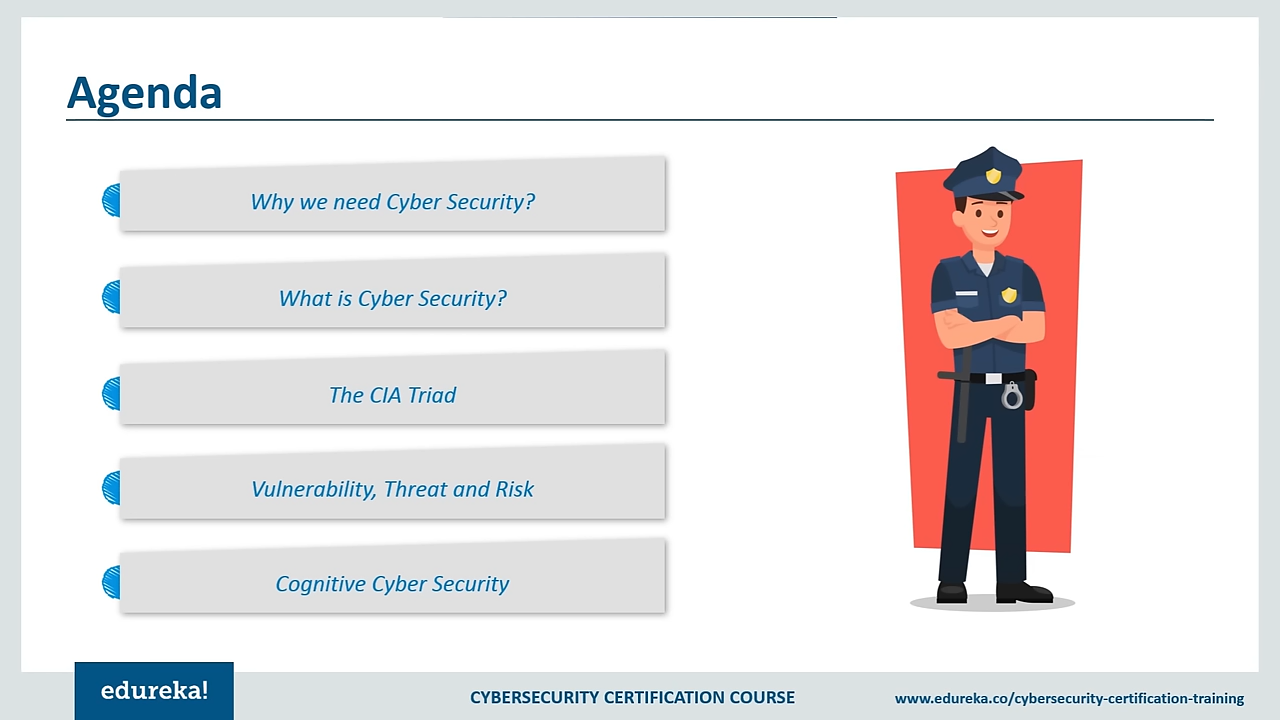 Agenda
Why we need Cyber Security?
What is Cyber Security?
The CIA Triad
Vulnerability, Threat and Risk
Cognitive Cyber Security
edureka!
CYBERSECURITY CERTIFICATION COURSE
www.edureka.co/cybersecurity-certification-training